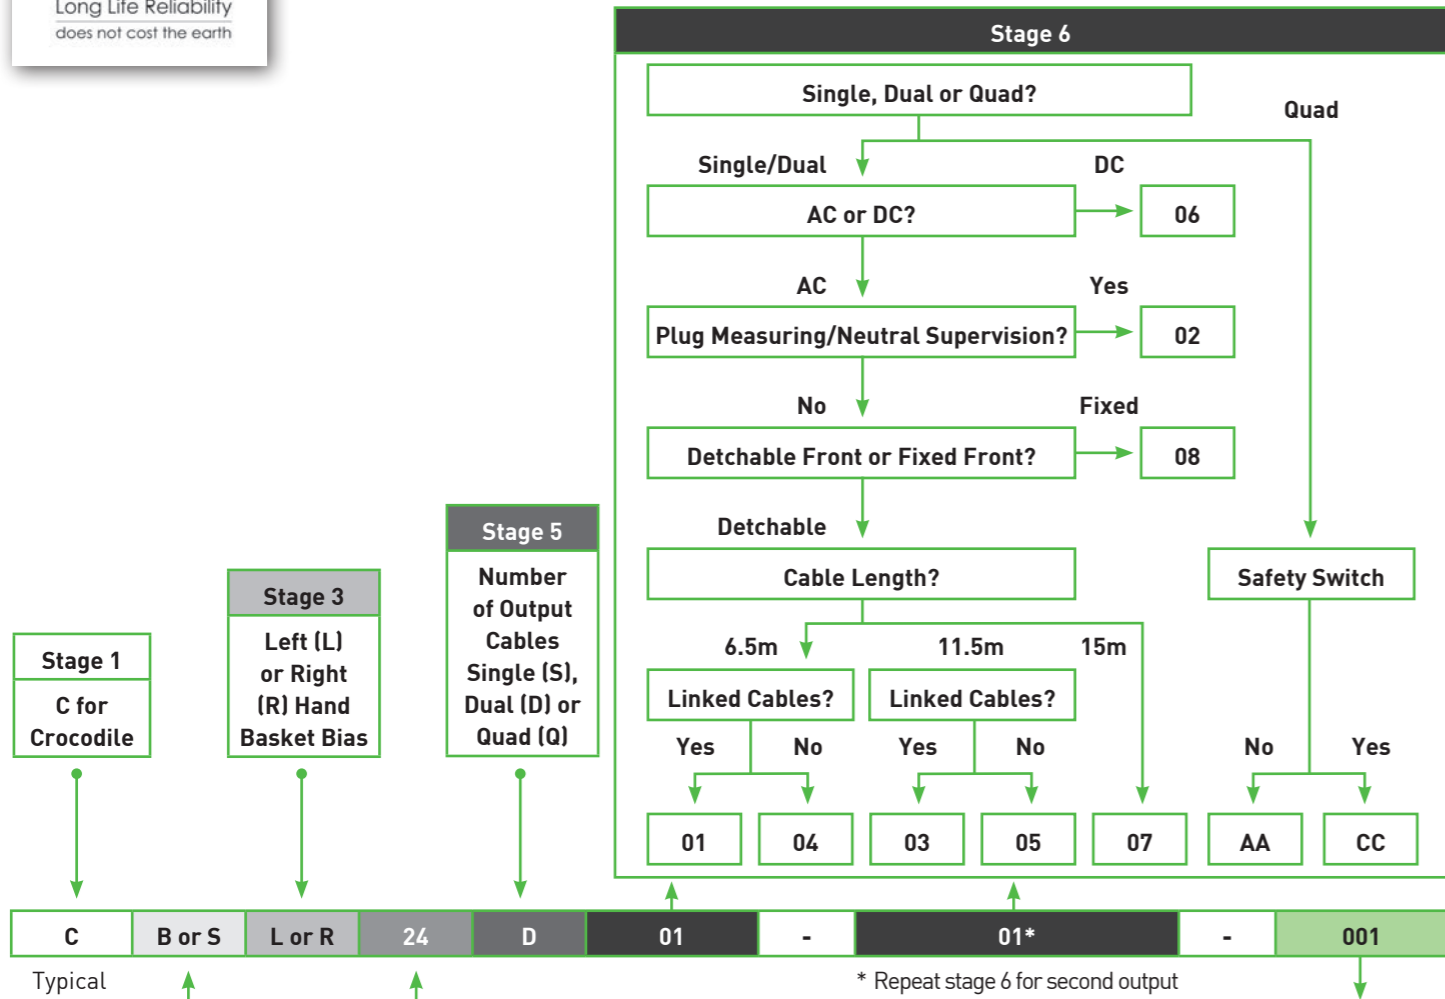 Long Life Reliability
does not cost the earth
Stage 6
Single, Dual or Quad?
Quad
Single/Dual
DC
AC or DC?
06
AC
Yes
Plug Measuring/Neutral Supervision?
02
No
Fixed
Detchable Front or Fixed Front?
08
Detchable
Cable Length?
Safety Switch
6.5m
11.5m
15m
Linked Cables?
Linked Cables?
Yes
No
Yes
No
No
Yes
01
04
03
05
07
AA
CC
Stage 1
C for
Crocodile
Stage 3
Left (L)
or Right
(R) Hand
Basket Bias
Stage 5
Number
of Output
Cables
Single (S),
Dual (D) or
Quad (Q)
C
B or S
L or R
24
D
01
-
01*
-
001
Typical
* Repeat stage 6 for second output